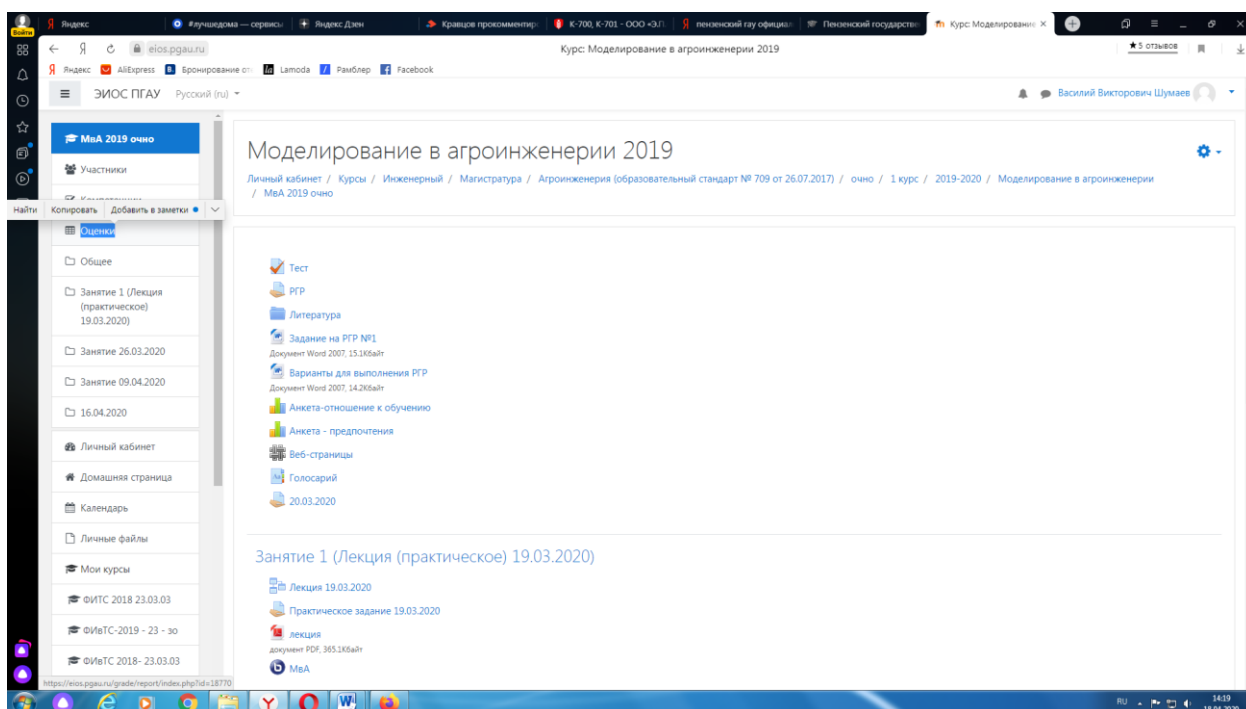 Яндекс
#лучшедома — сервисы
Яндекс Дзен
Кравцов прокомментир
К-700, К-701 - ООО «Э.Л
пензенский гау официал
Пензенский государстве
Курс: Моделирование
Войти
eios.pgau.ru
Курс: Моделирование в агроинженерии 2019
★5 отзывов
Яндекс
AliExpress
Бронирование оте
Lamoda
Рамблер
Facebook
ЭИОС ПГАУ
Русский (ru)
Василий Викторович Шумаев
МвА 2019 очно
Участники
Найти
Копировать
Добавить в заметки
Оценки
Общее
Занятие 1 (Лекция
(практическое)
19.03.2020)
Занятие 26.03.2020
Занятие 09.04.2020
16.04.2020
Личный кабинет
Домашняя страница
Календарь
Личные файлы
Мои курсы
ФИТС 2018 23.03.03
ФИвТС-2019 - 23 - зо
ФИвТС 2018- 23.03.03
https://eios.pgau.ru/grade/report/index.php?id=18770
Моделирование в агроинженерии 2019
Личный кабинет / Курсы / Инженерный / Магистратура / Агроинженерия (образовательный стандарт № 709 от 26.07.2017) / очно / 1 курс / 2019-2020 / Моделирование в агроинженерии
/ МвА 2019 очно
Тест
РГР
Литература
Задание на РГР №1
Документ Word 2007, 15.1Кбайт
Варианты для выполнения РГР
Документ Word 2007, 14.2Кбайт
Анкета-отношение к обучению
Анкета - предпочтения
Веб-страницы
Голосарий
20.03.2020
Занятие 1 (Лекция (практическое) 19.03.2020)
Лекция 19.03.2020
Практическое задание 19.03.2020
лекция
документ PDF, 365.1Кбайт
МвА
RU
14:19
18.04.2020